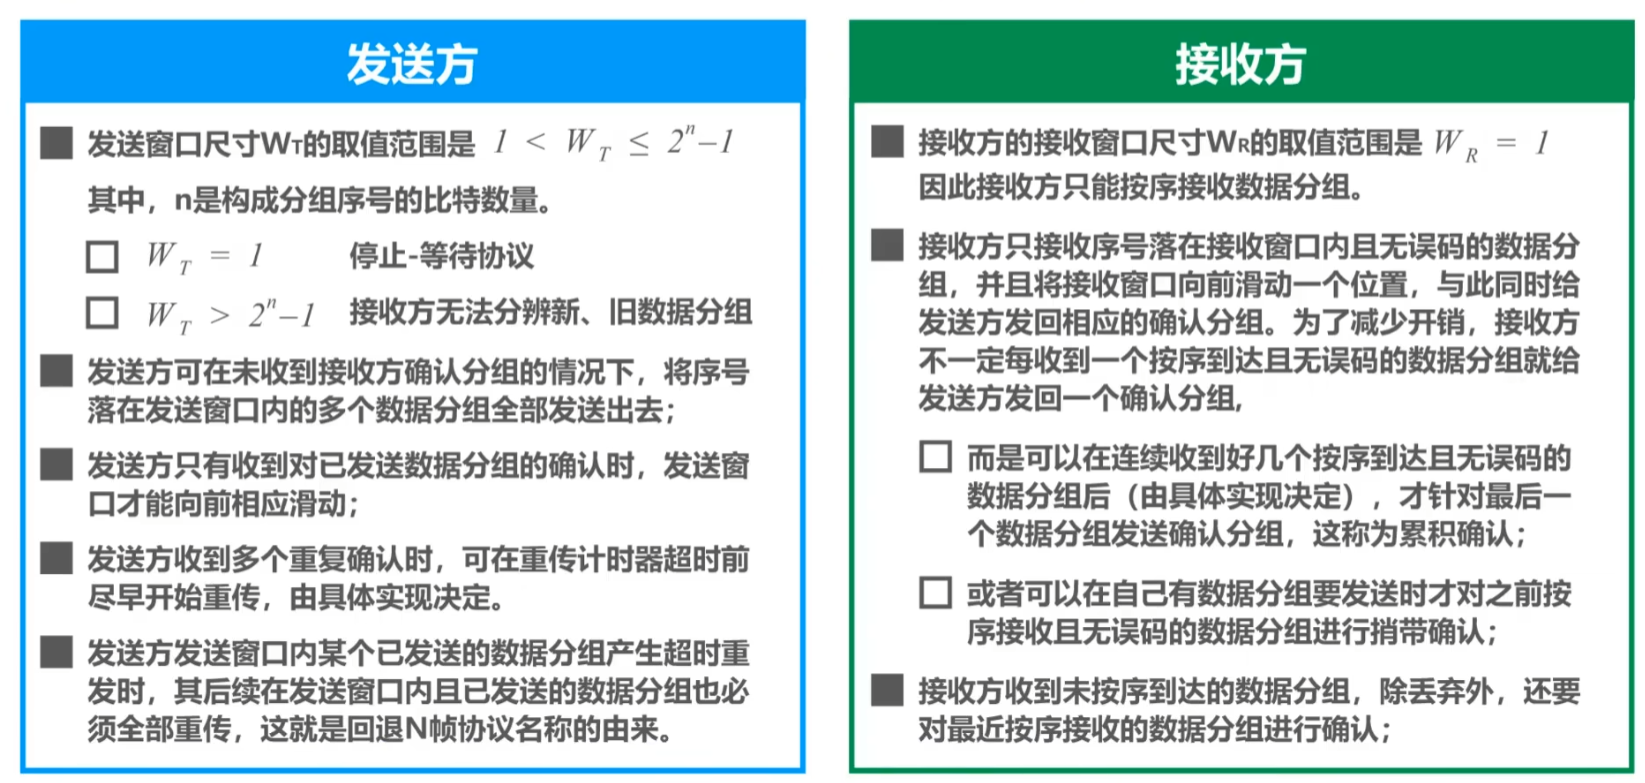 发送方
发送窗口尺寸WT的取值范围是 1 < W_T ≤ 2^n–1
其中，n是构成分组序号的比特数量。
W_T = 1 停止-等待协议
W_T > 2^n–1 接收方无法分辨新、旧数据分组
发送方可在未收到接收方确认分组的情况下，将序号
落在发送窗口内的多个数据分组全部发送出去；
发送方只有收到对已发送数据分组的确认时，发送窗
口才能向前相应滑动；
发送方收到多个重复确认时，可在重传计时器超时前
尽早开始重传，由具体实现决定。
发送方发送窗口内某个已发送的数据分组产生超时重
发时，其后续在发送窗口内且已发送的数据分组也必
须全部重传，这就是回退N帧协议名称的由来。
接收方
接收方的接收窗口尺寸WR的取值范围是 W_R = 1
因此接收方只能按序接收数据分组。
接收方只接收序号落在接收窗口内且无误码的数据分
组，并且将接收窗口向前滑动一个位置，与此同时给
发送方发回相应的确认分组。为了减少开销，接收方
不一定每收到一个按序到达且无误码的数据分组就给
发送方发回一个确认分组,
而是可以在连续收到好几个按序到达且无误码的
数据分组后（由具体实现决定），才针对最后一
个数据分组发送确认分组，这称为累积确认；
或者可以在自己有数据分组要发送时才对之前按
序接收且无误码的数据分组进行捎带确认；
接收方收到未按序到达的数据分组，除丢弃外，还要
对最近按序接收的数据分组进行确认；